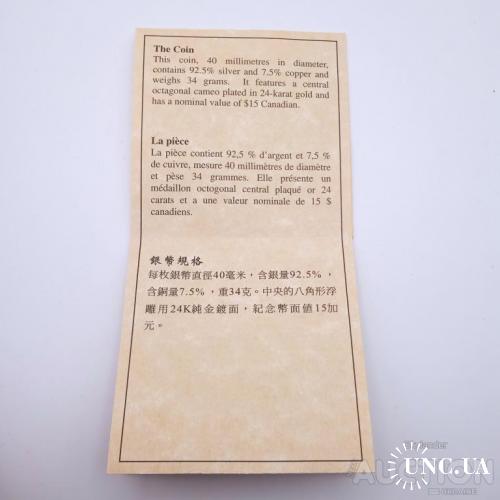 The Coin
This coin, 40 millimetres in diameter,
contains 92.5% silver and 7.5% copper and
weighs 34 grams. It features a central
octagonal cameo plated in 24-karat gold and
has a nominal value of $15 Canadian.
La pièce
La pièce contient 92,5 % d'argent et 7,5 %
de cuivre, mesure 40 millimètres de diamètre
et pèse 34 grammes. Elle présente un
médaillon octogonal central plaqué or 24
carats et a une valeur nominale de 15 $
canadiens.
銀幣規格
每枚銀幣直徑40毫米，含銀量92.5%，
含銅量7.5%，重34克。中央的八角形浮
雕用24K純金鍍面，紀念幣面值15加
元。
AUCTION
UNC.UA
UKRAINE